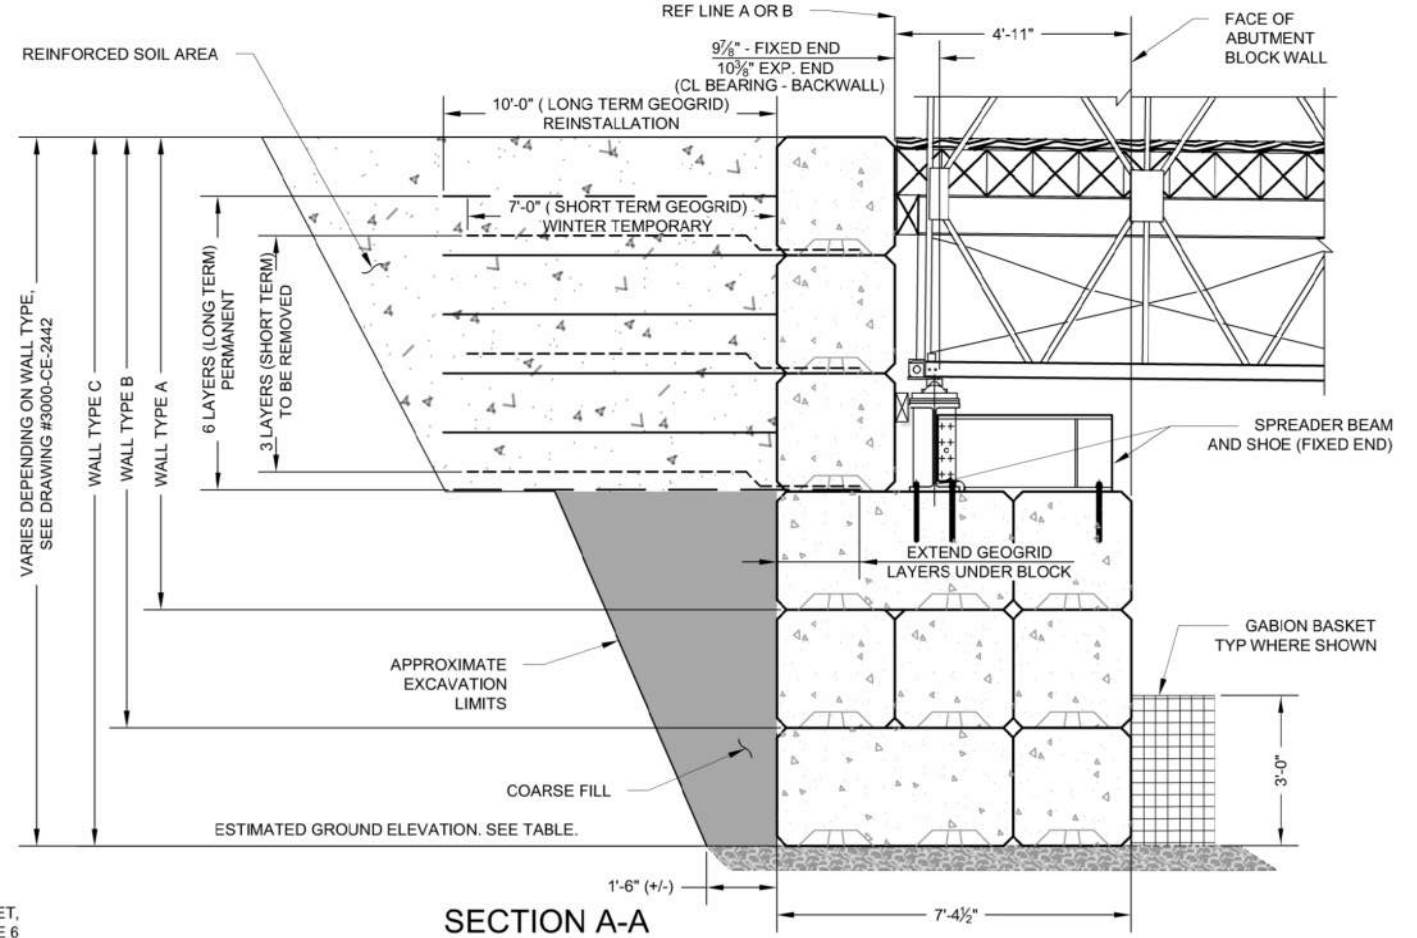 REF LINE A OR B
4'-11"
FACE OF
ABUTMENT
BLOCK WALL
REINFORCED SOIL AREA
9⅞" - FIXED END
10⅜" EXP. END
(CL BEARING - BACKWALL)
10'-0" ( LONG TERM GEOGRID)
REINSTALLATION
7'-0" ( SHORT TERM GEOGRID)
WINTER TEMPORARY
VARIES DEPENDING ON WALL TYPE,
SEE DRAWING #3000-CE-2442
WALL TYPE C
WALL TYPE B
WALL TYPE A
6 LAYERS (LONG TERM)
PERMANENT
3 LAYERS (SHORT TERM)
TO BE REMOVED
SPREADER BEAM
AND SHOE (FIXED END)
EXTEND GEOGRID
LAYERS UNDER BLOCK
GABION BASKET
TYP WHERE SHOWN
APPROXIMATE
EXCAVATION
LIMITS
3'-0"
COARSE FILL
ESTIMATED GROUND ELEVATION. SEE TABLE.
1'-6" (+/-)
7'-4½"
SECTION A-A
ET,
E 6